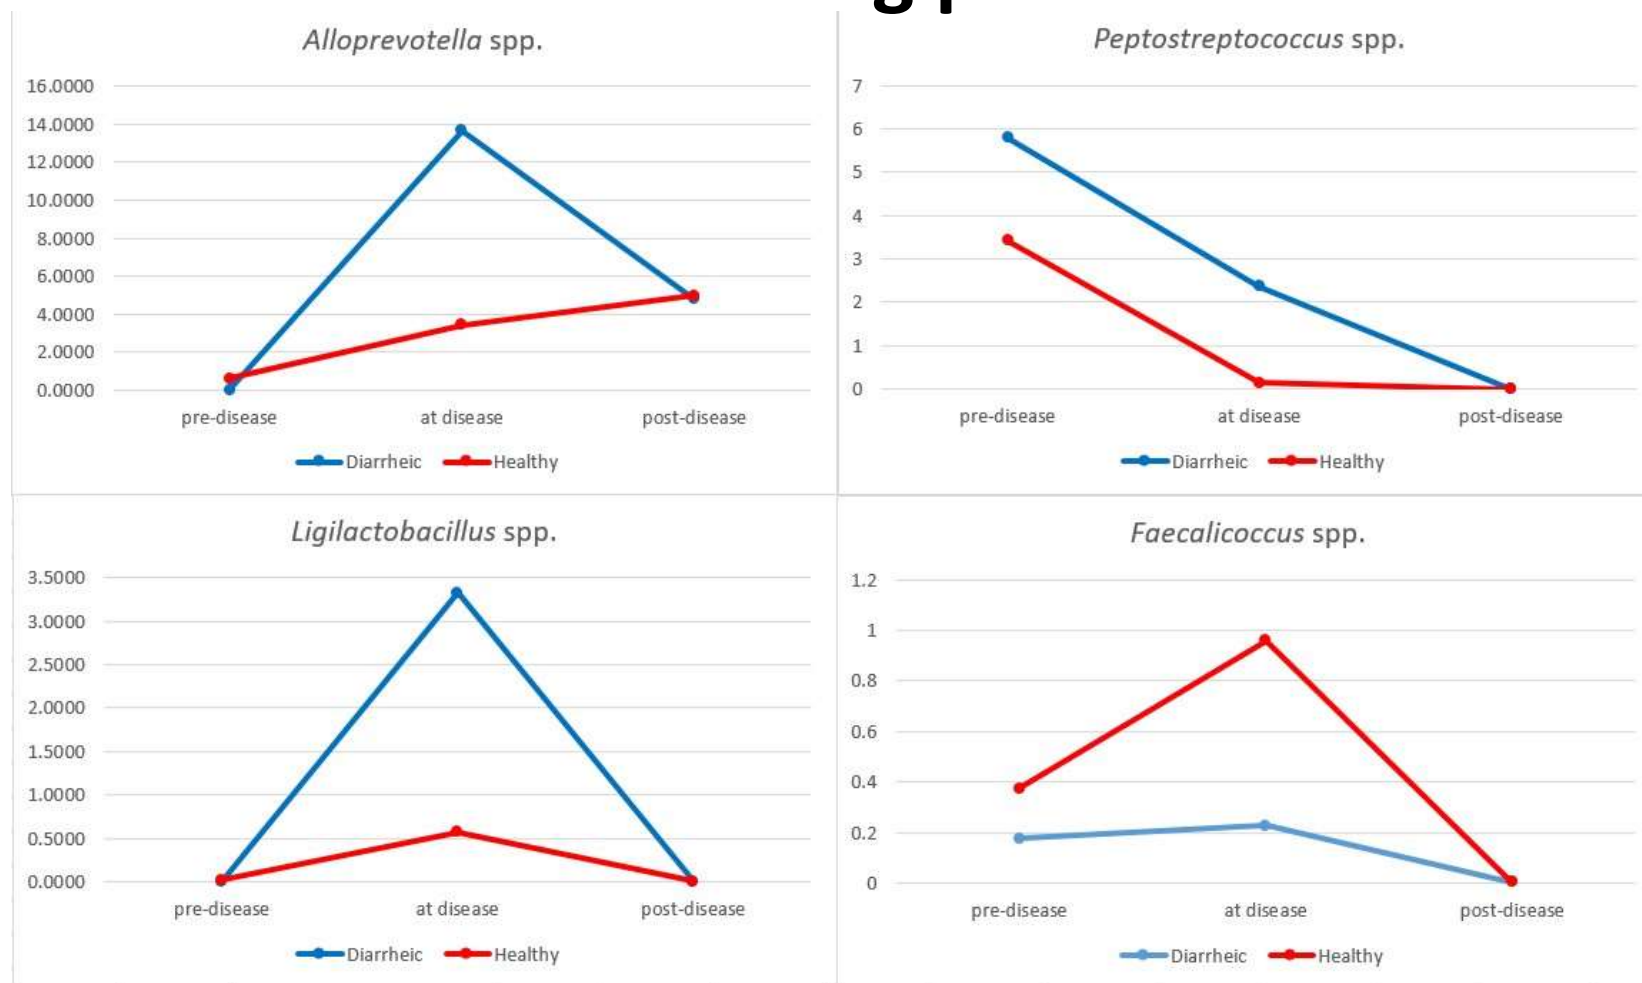 Alloprevotella spp.
16.0000
14.0000
12.0000
10.0000
8.0000
6.0000
4.0000
2.0000
0.0000
pre-disease at disease post-disease
Diarrheic Healthy
Peptostreptococcus spp.
7
6
5
4
3
2
1
0
pre-disease at disease post-disease
Diarrheic Healthy
Ligilactobacillus spp.
3.5000
3.0000
2.5000
2.0000
1.5000
1.0000
0.5000
0.0000
pre-disease at disease post-disease
Diarrheic Healthy
Faecalicoccus spp.
1.2
1
0.8
0.6
0.4
0.2
0
pre-disease at disease post-disease
Diarrheic Healthy